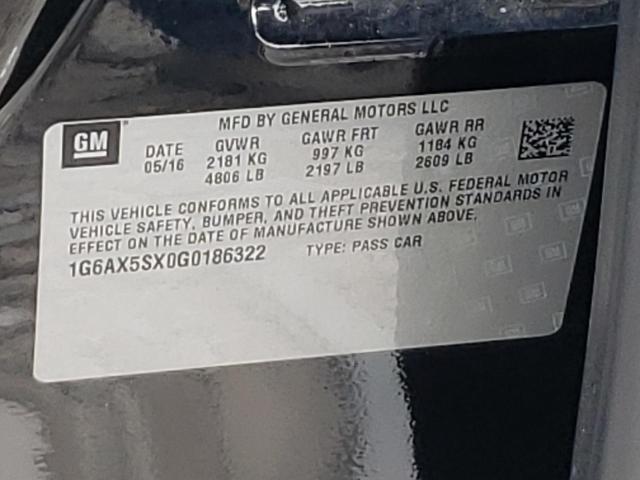 GM
MFD BY GENERAL MOTORS LLC
DATE GVWR GAWR FRT GAWR RR
05/16 2181 KG 997 KG 1184 KG
4806 LB 2197 LB 2609 LB
THIS VEHICLE CONFORMS TO ALL APPLICABLE U.S. FEDERAL MOTOR
VEHICLE SAFETY, BUMPER, AND THEFT PREVENTION STANDARDS IN
EFFECT ON THE DATE OF MANUFACTURE SHOWN ABOVE.
1G6AX5SX0G0186322 TYPE: PASS CAR